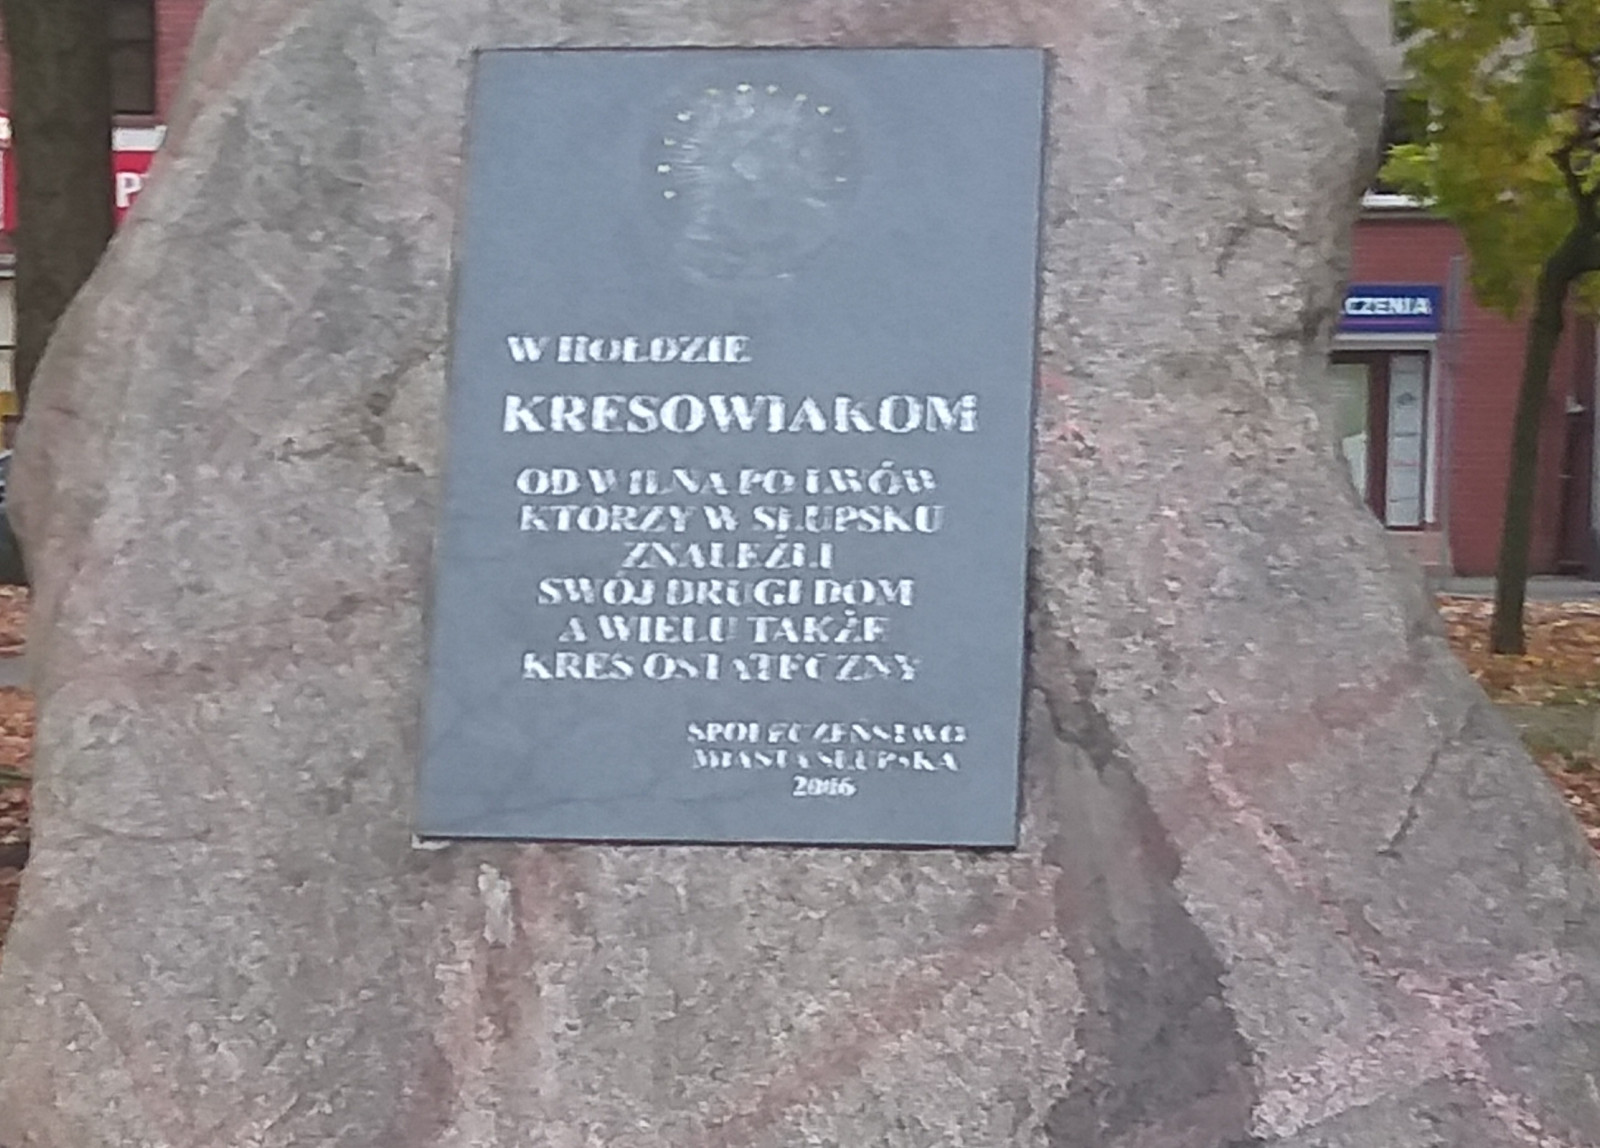 W HOŁDZIE
KRESOWIAKOM
OD WILNA PO LWÓW
KTÓRZY W SŁUPSKU
ZNALEŹLI
SWÓJ DRUGI DOM
A WIELU TAKŻE
KRES OSTATECZNY
SPOŁECZEŃSTWO
MIASTA SŁUPSKA
CZENIA